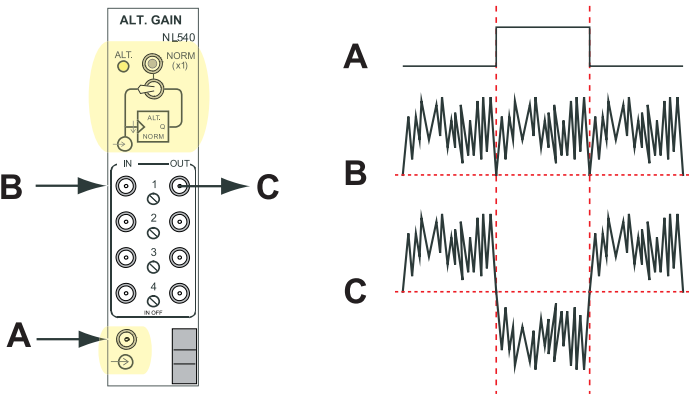 ALT. GAIN
NL540
ALT.
NORM
(x1)
ALT.
Q
NORM
IN
OUT
1
2
3
4
IN OFF
B
C
A
A
B
C